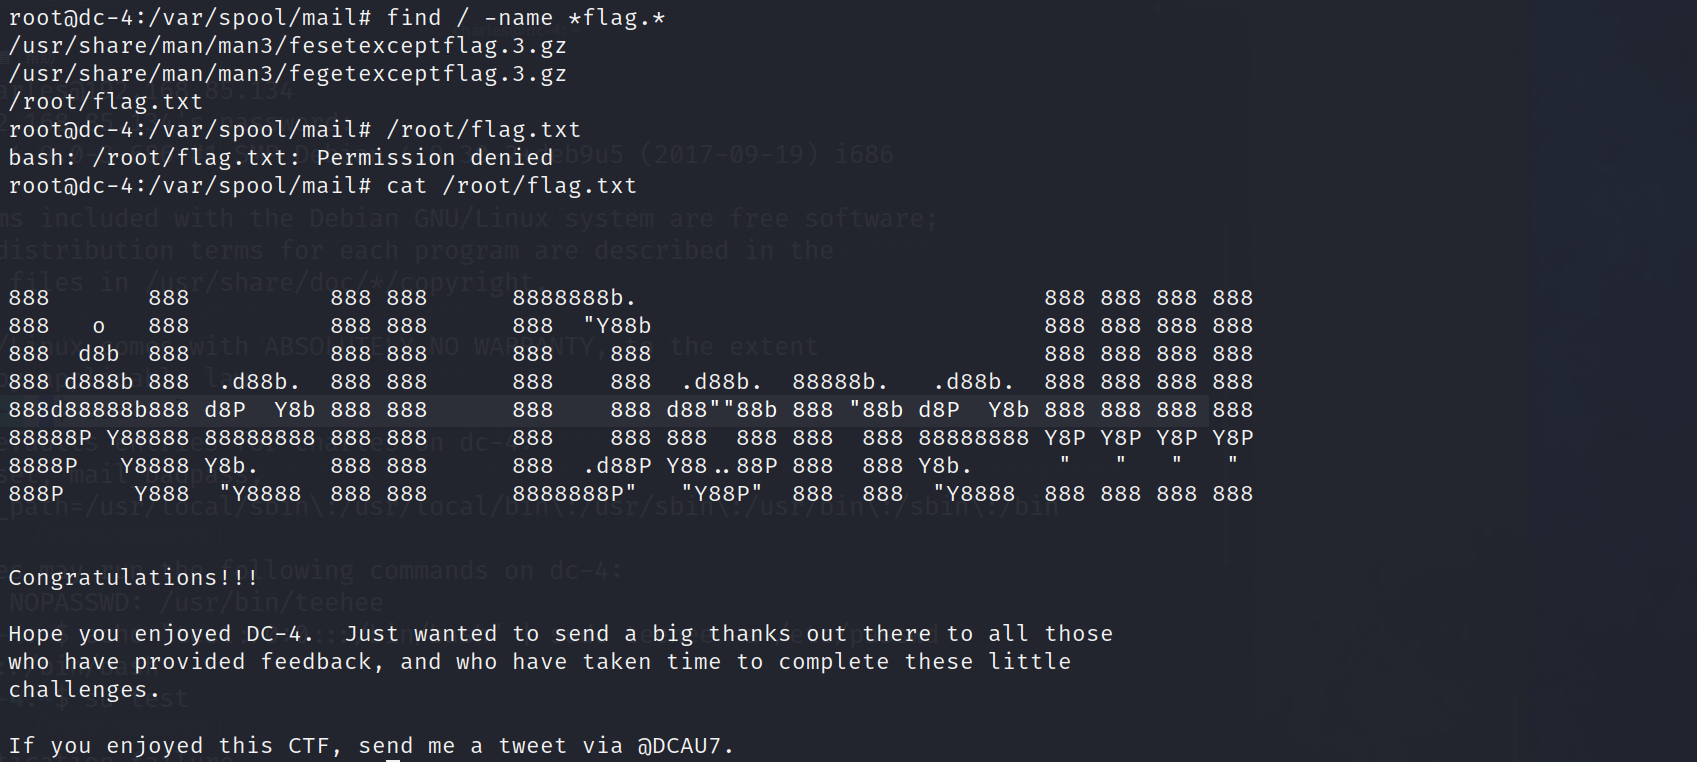 root@dc-4:/var/spool/mail# find / -name *flag.*
/usr/share/man/man3/fesetexceptflag.3.gz
/usr/share/man/man3/fegetexceptflag.3.gz
/root/flag.txt
root@dc-4:/var/spool/mail# /root/flag.txt
bash: /root/flag.txt: Permission denied
root@dc-4:/var/spool/mail# cat /root/flag.txt
888       888          888 888      8888888b.                             888 888 888 888
888   o   888          888 888      888  "Y88b                            888 888 888 888
888  d8b  888          888 888      888    888                            888 888 888 888
888 d888b 888  .d88b.  888 888      888    888  .d88b.  88888b.   .d88b.  888 888 888 888
888d88888b888 d8P  Y8b 888 888      888    888 d88""88b 888 "88b d8P  Y8b 888 888 888 888
88888P Y88888 88888888 888 888      888    888 888  888 888  888 88888888 Y8P Y8P Y8P Y8P
8888P   Y8888 Y8b.     888 888      888  .d88P Y88..88P 888  888 Y8b.      "   "   "   "
888P     Y888  "Y8888  888 888      8888888P"   "Y88P"  888  888  "Y8888  888 888 888 888
Congratulations!!!
Hope you enjoyed DC-4.  Just wanted to send a big thanks out there to all those
who have provided feedback, and who have taken time to complete these little
challenges.
If you enjoyed this CTF, send me a tweet via @DCAU7.